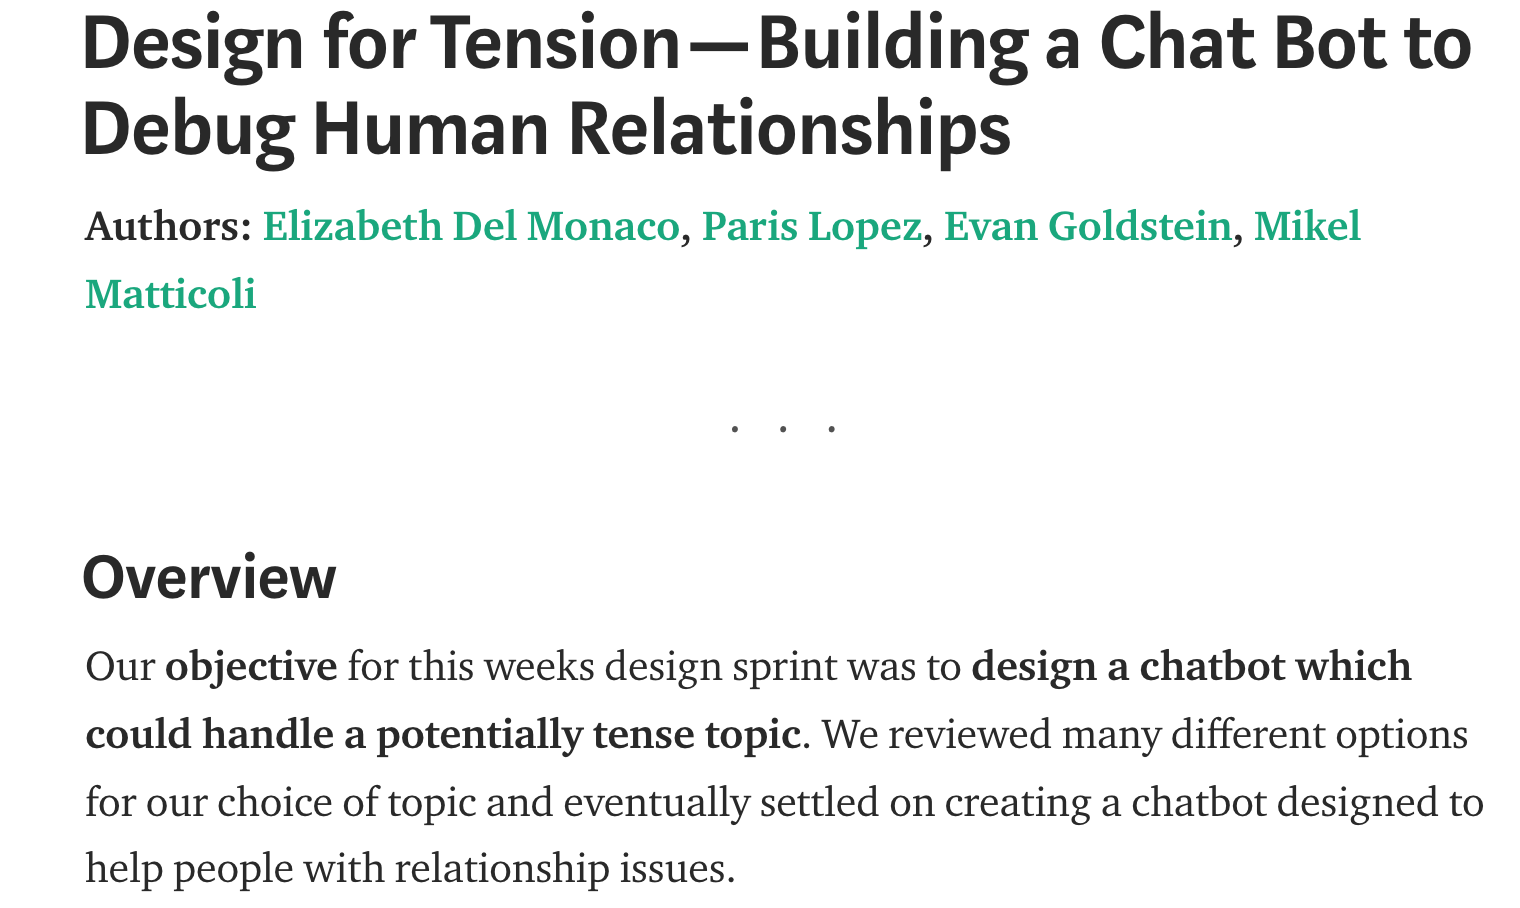 Design for Tension — Building a Chat Bot to
Debug Human Relationships
Authors: Elizabeth Del Monaco, Paris Lopez, Evan Goldstein, Mikel
Matticoli
. . .
Overview
Our objective for this weeks design sprint was to design a chatbot which
could handle a potentially tense topic. We reviewed many different options
for our choice of topic and eventually settled on creating a chatbot designed to
help people with relationship issues.